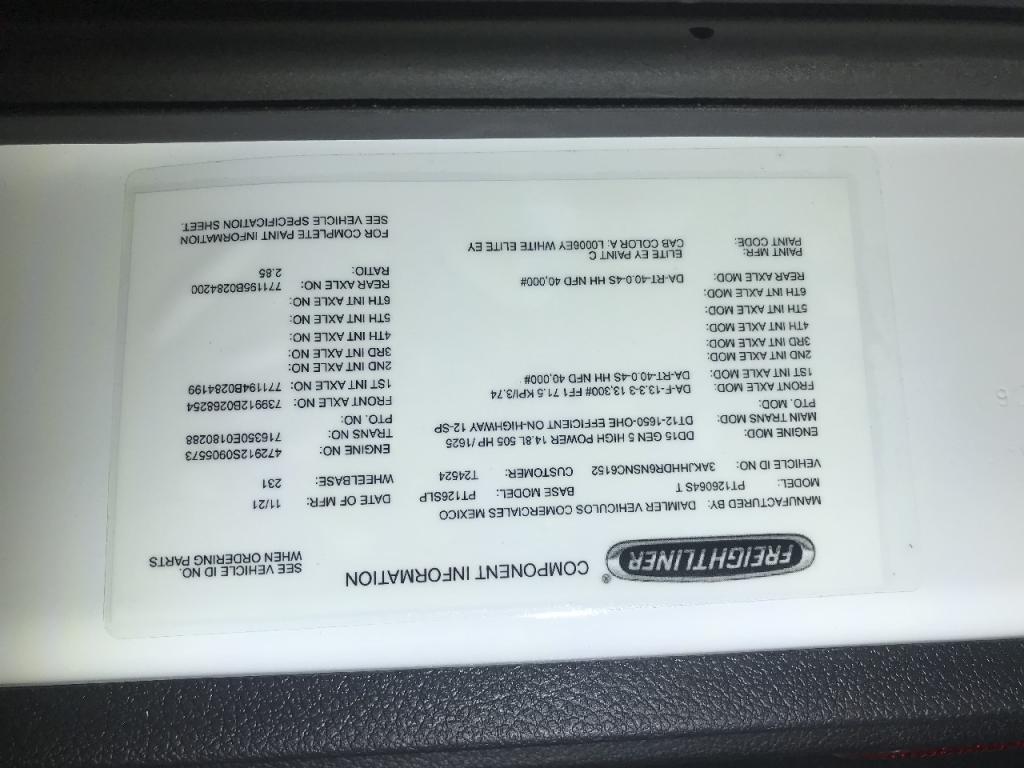 FREIGHTLINER ® COMPONENT INFORMATION SEE VEHICLE ID NO.
WHEN ORDERING PARTS
MANUFACTURED BY: DAIMLER VEHICULOS COMERCIALES MEXICO DATE OF MFR: 11/21
MODEL: PT126064S T BASE MODEL: PT126SLP WHEELBASE: 231
VEHICLE ID NO: 3AKJHHDR6NSNC6152 CUSTOMER: T24524
ENGINE MOD: DD15 GEN 5 HIGH POWER 14.8L 505 HP /1625 ENGINE NO: 472912S0905573
MAIN TRANS MOD: DT12-1650-OHE EFFICIENT ON-HIGHWAY 12-SP TRANS NO: 716350E0180288
PTO. MOD: PTO. NO:
FRONT AXLE MOD: DA-F-13.3-3 13,300# FF1 71.5 KPI/3.74 FRONT AXLE NO: 739912B0268254
1ST INT AXLE MOD: DA-RT-40.0-4S HH NFD 40,000# 1ST INT AXLE NO: 771194B0284199
2ND INT AXLE MOD: 2ND INT AXLE NO:
3RD INT AXLE MOD: 3RD INT AXLE NO:
4TH INT AXLE MOD: 4TH INT AXLE NO:
5TH INT AXLE MOD: 5TH INT AXLE NO:
6TH INT AXLE MOD: 6TH INT AXLE NO:
REAR AXLE MOD: DA-RT-40.0-4S HH NFD 40,000# REAR AXLE NO: 771195B0284200
RATIO: 2.85
PAINT MFR: ELITE EY PAINT C
PAINT CODE: CAB COLOR A: L0006EY WHITE ELITE EY
FOR COMPLETE PAINT INFORMATION
SEE VEHICLE SPECIFICATION SHEET.